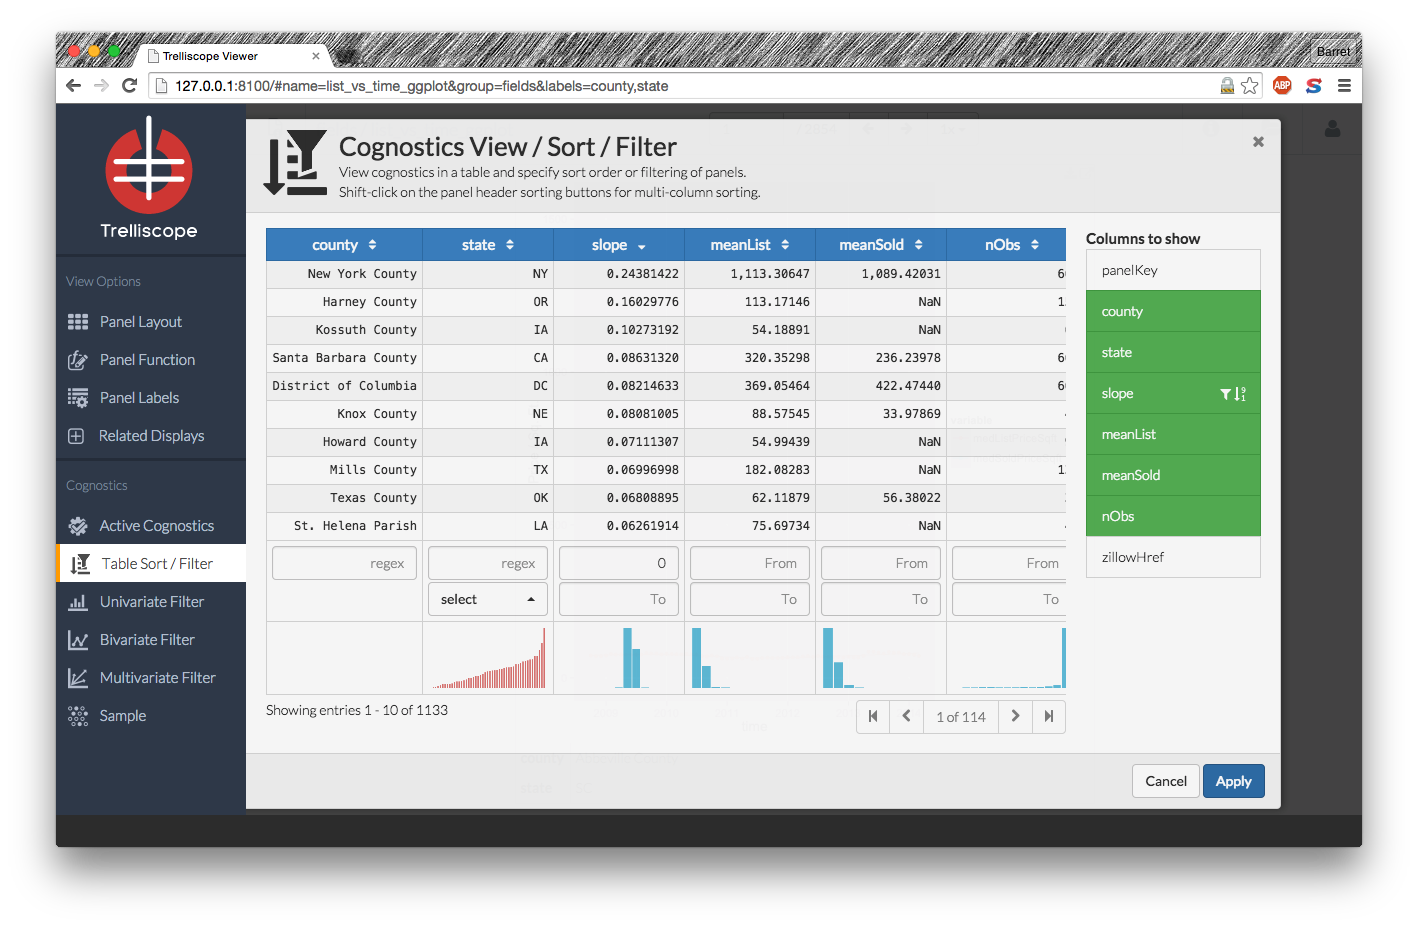 Trelliscope Viewer
Barret
127.0.0.1:8100/#name=list_vs_time_ggplot&group=fields&labels=county,state
ABP
Trelliscope
View Options
Panel Layout
Panel Function
Panel Labels
Related Displays
Cognostics
Active Cognostics
Table Sort / Filter
Univariate Filter
Bivariate Filter
Multivariate Filter
Sample
Cognostics View / Sort / Filter
View cognostics in a table and specify sort order or filtering of panels.
Shift-click on the panel header sorting buttons for multi-column sorting.
county state slope meanList meanSold nObs
New York County NY 0.24381422 1,113.30647 1,089.42031
Harney County OR 0.16029776 113.17146 NaN
Kossuth County IA 0.10273192 54.18891 NaN
Santa Barbara County CA 0.08631320 320.35298 236.23978
District of Columbia DC 0.08214633 369.05464 422.47440
Knox County NE 0.08081005 88.57545 33.97869
Howard County IA 0.07111307 54.99439 NaN
Mills County TX 0.06996998 182.08283 NaN
Texas County OK 0.06808895 62.11879 56.38022
St. Helena Parish LA 0.06261914 75.69734 NaN
regex regex 0 From From From
select To To To To
Showing entries 1 - 10 of 1133
1 of 114
Columns to show
panelKey
county
state
slope
meanList
meanSold
nObs
zillowHref
Cancel Apply